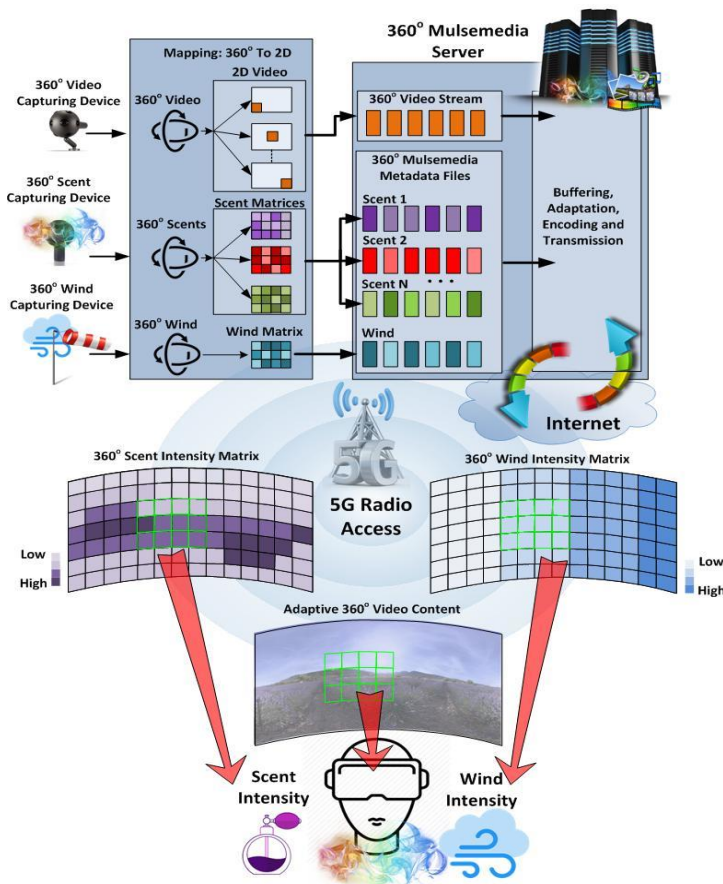 Mapping: 360° To 2D
2D Video
360° Mulsemedia
Server
360° Video
Capturing Device
360° Video
360° Video Stream
360° Mulsemedia
Metadata Files
360° Scent
Capturing Device
Scent Matrices
360° Scents
Scent 1
Scent 2
. . .
Scent N
Buffering,
Adaptation,
Encoding and
Transmission
360° Wind
Capturing Device
360° Wind
Wind Matrix
Wind
Internet
5G
5G Radio
Access
360° Scent Intensity Matrix
Low
High
360° Wind Intensity Matrix
Low
High
Adaptive 360° Video Content
Scent
Intensity
Wind
Intensity